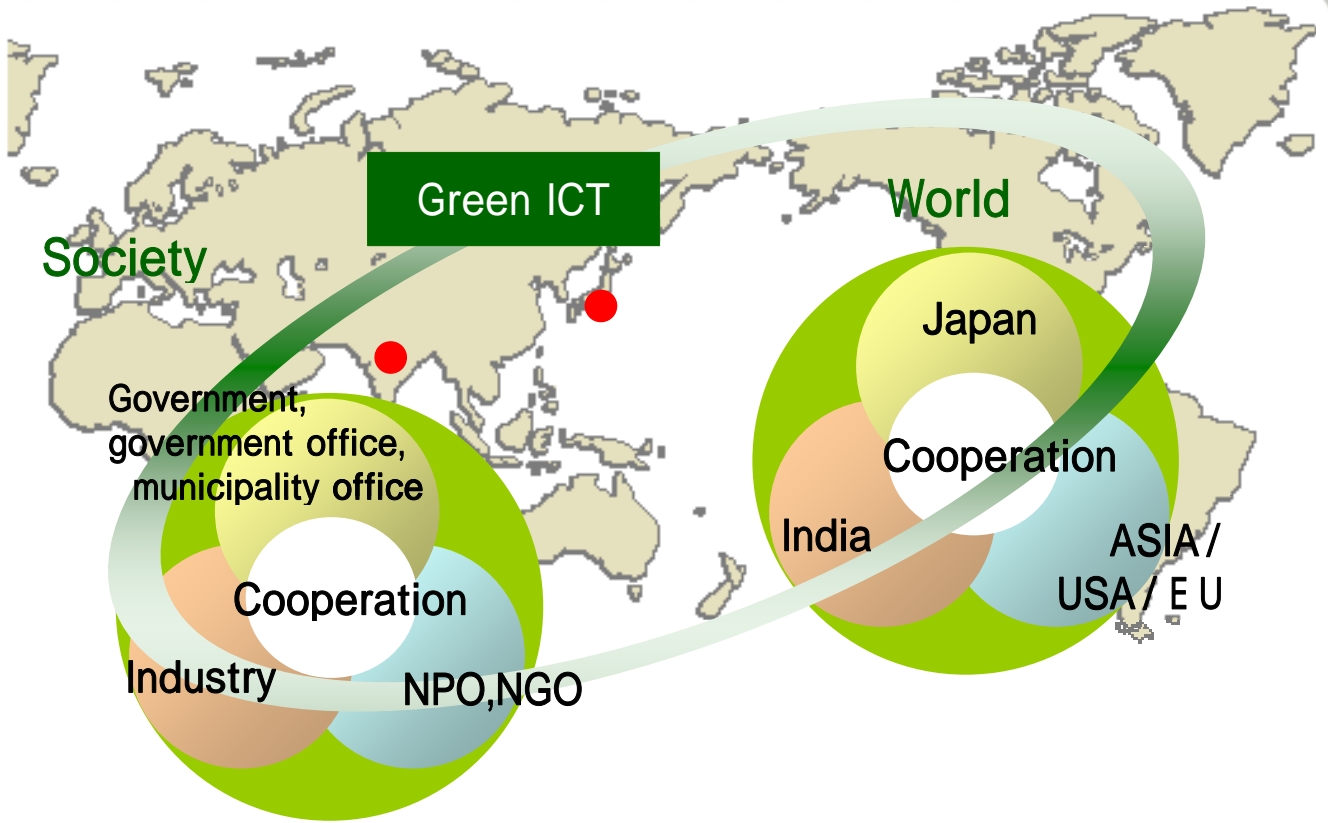 Green ICT
Society
Government,
government office,
municipality office
Cooperation
Industry
NPO,NGO
World
Japan
Cooperation
India
ASIA /
USA / E U